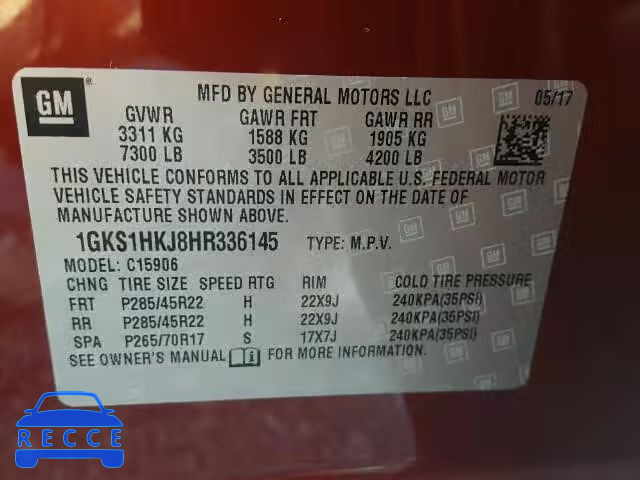 GM ®
MFD BY GENERAL MOTORS LLC 05/17
GVWR GAWR FRT GAWR RR
3311 KG 1588 KG 1905 KG
7300 LB 3500 LB 4200 LB
THIS VEHICLE CONFORMS TO ALL APPLICABLE U.S. FEDERAL MOTOR
VEHICLE SAFETY STANDARDS IN EFFECT ON THE DATE OF
MANUFACTURE SHOWN ABOVE.
1GKS1HKJ8HR336145 TYPE: M.P.V.
MODEL: C15906
CHNG TIRE SIZE SPEED RTG RIM COLD TIRE PRESSURE
FRT P285/45R22 H 22X9J 240KPA(35PSI)
RR P285/45R22 H 22X9J 240KPA(35PSI)
SPA P265/70R17 S 17X7J 240KPA(35PSI)
SEE OWNER'S MANUAL FOR MORE INFORMATION.
RECCE